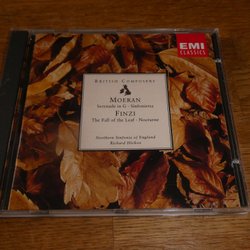 EMI
CLASSICS
BRITISH COMPOSERS
MOERAN
Serenade in G · Sinfonietta
FINZI
The Fall of the Leaf · Nocturne
Northern Sinfonia of England
Richard Hickox